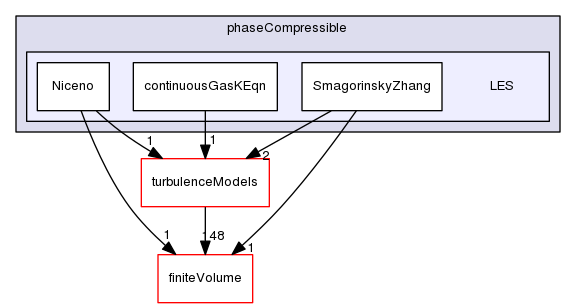 phaseCompressible
Niceno
continuousGasKEqn
SmagorinskyZhang
LES
1
1
2
turbulenceModels
1
148
1
finiteVolume